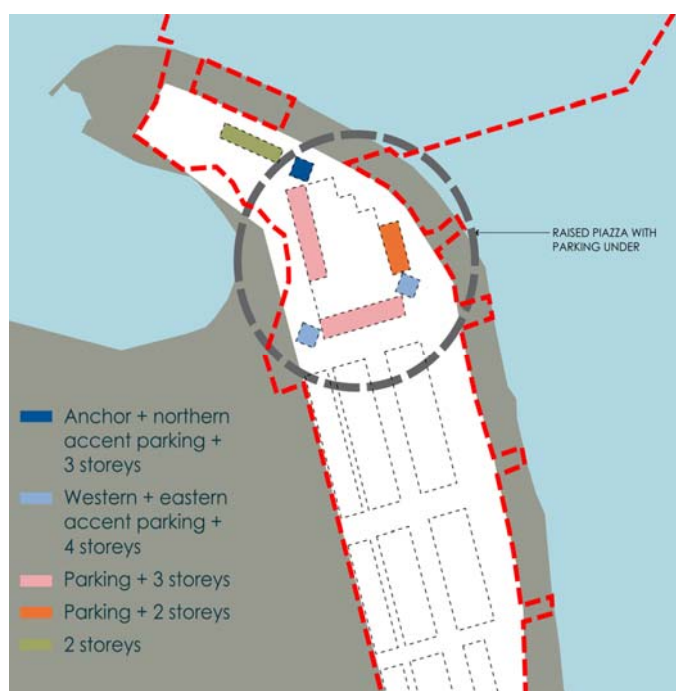 RAISED PIAZZA WITH
PARKING UNDER
Anchor + northern
accent parking +
3 storeys
Western + eastern
accent parking +
4 storeys
Parking + 3 storeys
Parking + 2 storeys
2 storeys